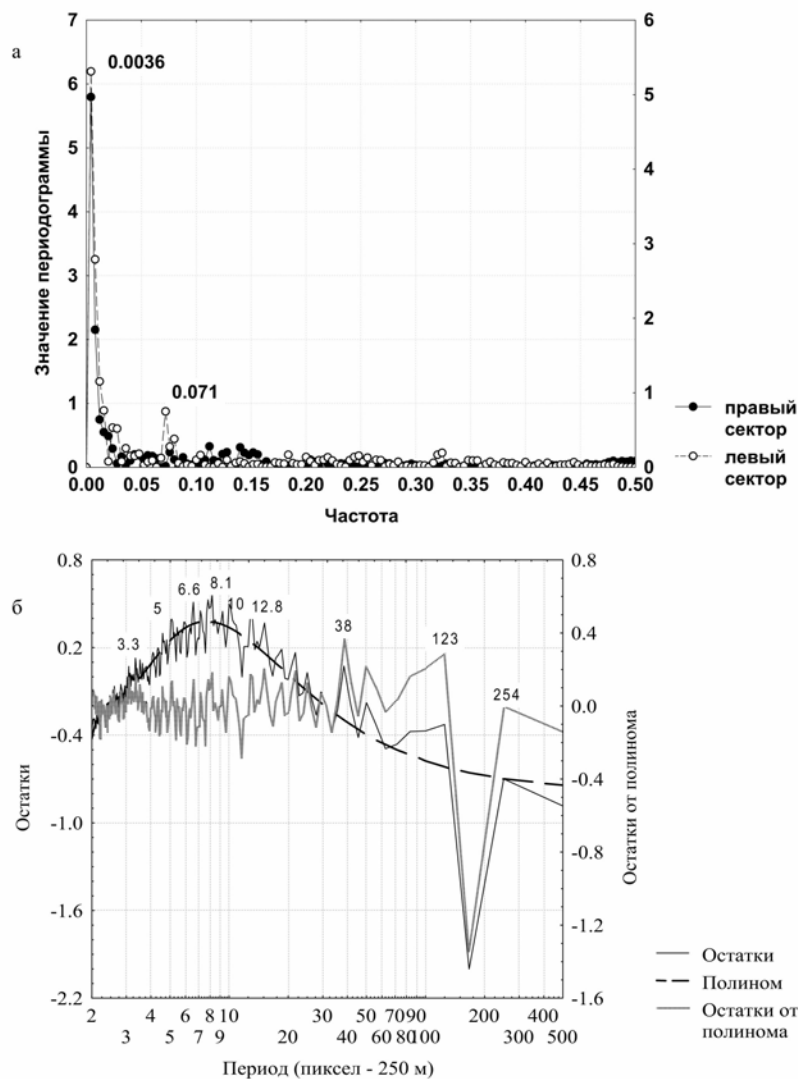 а
7
6
5
4
3
2
1
0
Значение периодограммы
0.0036
0.071
6
5
4
3
2
1
0
0.00 0.05 0.10 0.15 0.20 0.25 0.30 0.35 0.40 0.45 0.50
Частота
правый
сектор
левый
сектор
б
0.8
0.2
-0.4
-1.0
-1.6
-2.2
Остатки
3.3
5
6.6
8.1
10
12.8
38
123
254
0.8
0.4
0.0
-0.4
-0.8
-1.2
-1.6
Остатки от полинома
2 4 6 8 10 30 50 70 90 200 400
3 5 7 9 20 40 60 80 100 300 500
Период (пиксел - 250 м)
Остатки
Полином
Остатки от
полинома